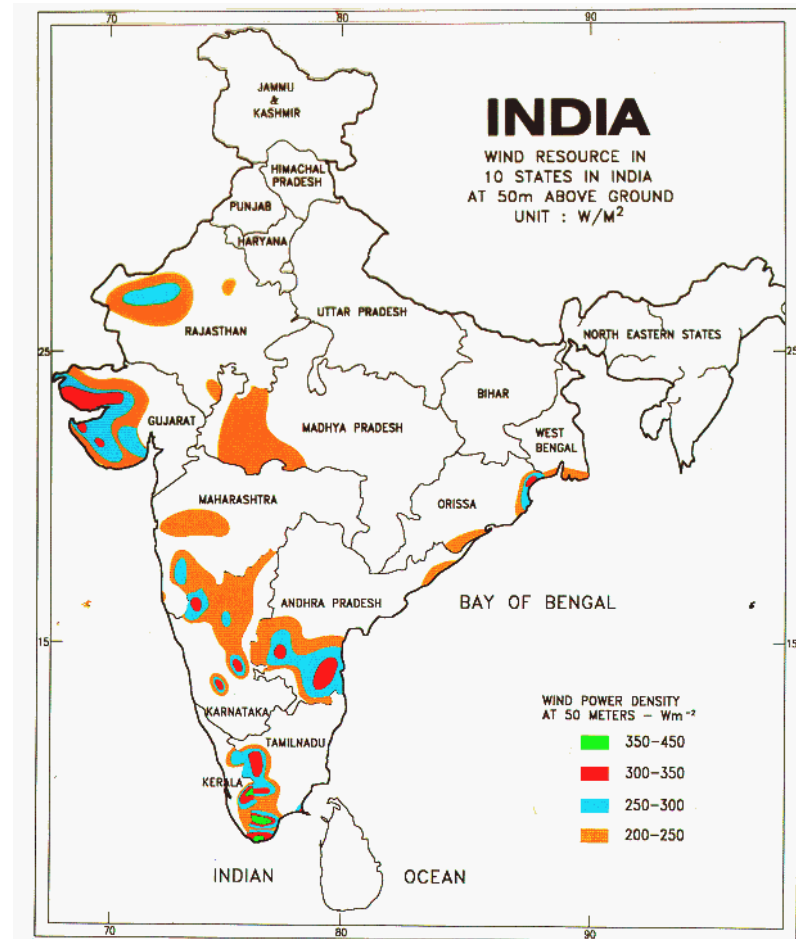 70
80
90
JAMMU
&
KASHMIR
INDIA
WIND RESOURCE IN
10 STATES IN INDIA
AT 50m ABOVE GROUND
UNIT : W/M²
HIMACHAL
PRADESH
PUNJAB
HARYANA
UTTAR PRADESH
RAJASTHAN
NORTH EASTERN STATES
25
25
BIHAR
GUJARAT
MADHYA PRADESH
WEST
BENGAL
MAHARASHTRA
ORISSA
ANDHRA PRADESH
BAY OF BENGAL
15
15
KARNATAKA
TAMILNADU
KERALA
WIND POWER DENSITY
AT 50 METERS – Wm⁻²
350–450
300–350
250–300
200–250
INDIAN OCEAN
70
80
90